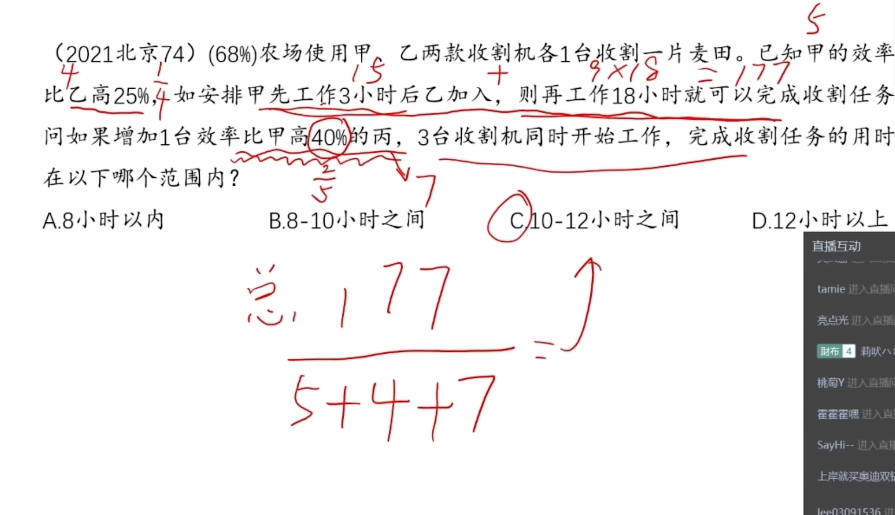 5
（2021北京74）(68%)农场使用甲、乙两款收割机各1台收割一片麦田。已知甲的效率
4 1/4 15 + 9×18 = 177
比乙高25%，如安排甲先工作3小时后乙加入，则再工作18小时就可以完成收割任务
问如果增加1台效率比甲高40%的丙，3台收割机同时开始工作，完成收割任务的用时
2/5 7
在以下哪个范围内？
A.8小时以内 B.8-10小时之间 C.10-12小时之间 D.12小时以上
总 177
5+4+7
=
直播互动
tamie 进入直播
亮点光 进入直播
财布 4
桃萄Y 进入直播
霍霍霍嘿 进入直
SayHi-- 进入直
上岸就买奥迪双
lee03091536